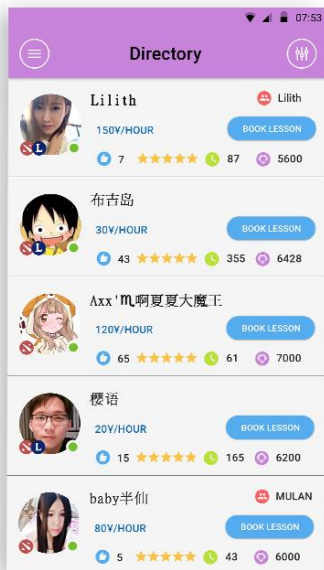 07:53
Directory
Lilith
Lilith
150¥/HOUR
BOOK LESSON
7 87 5600
L
布吉岛
30¥/HOUR
BOOK LESSON
43 355 6428
L
Axx'♏啊夏夏大魔王
120¥/HOUR
BOOK LESSON
65 61 7000
樱语
20¥/HOUR
BOOK LESSON
15 165 6200
L
baby半仙
MULAN
80¥/HOUR
BOOK LESSON
5 43 6000